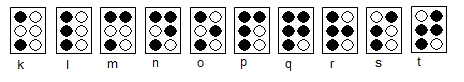 ⠅ ⠇ ⠍ ⠝ ⠕ ⠏ ⠟ ⠗ ⠎ ⠞
k l m n o p q r s t